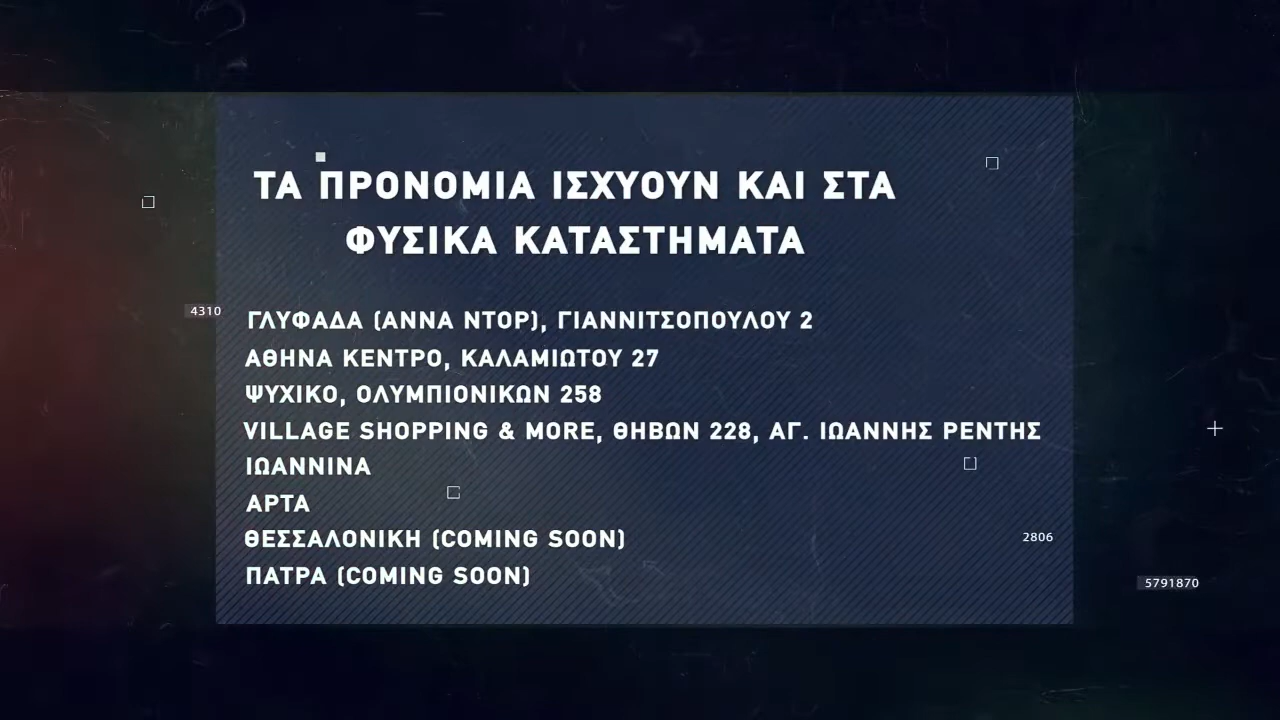 ΤΑ ΠΡΟΝΟΜΙΑ ΙΣΧΥΟΥΝ ΚΑΙ ΣΤΑ
ΦΥΣΙΚΑ ΚΑΤΑΣΤΗΜΑΤΑ
4310
ΓΛΥΦΑΔΑ (ΑΝΝΑ ΝΤΟΡ), ΓΙΑΝΝΙΤΣΟΠΟΥΛΟΥ 2
ΑΘΗΝΑ ΚΕΝΤΡΟ, ΚΑΛΑΜΙΩΤΟΥ 27
ΨΥΧΙΚΟ, ΟΛΥΜΠΙΟΝΙΚΩΝ 258
VILLAGE SHOPPING & MORE, ΘΗΒΩΝ 228, ΑΓ. ΙΩΑΝΝΗΣ ΡΕΝΤΗΣ
ΙΩΑΝΝΙΝΑ
ΑΡΤΑ
ΘΕΣΣΑΛΟΝΙΚΗ (COMING SOON)
2806
ΠΑΤΡΑ (COMING SOON)
5791870